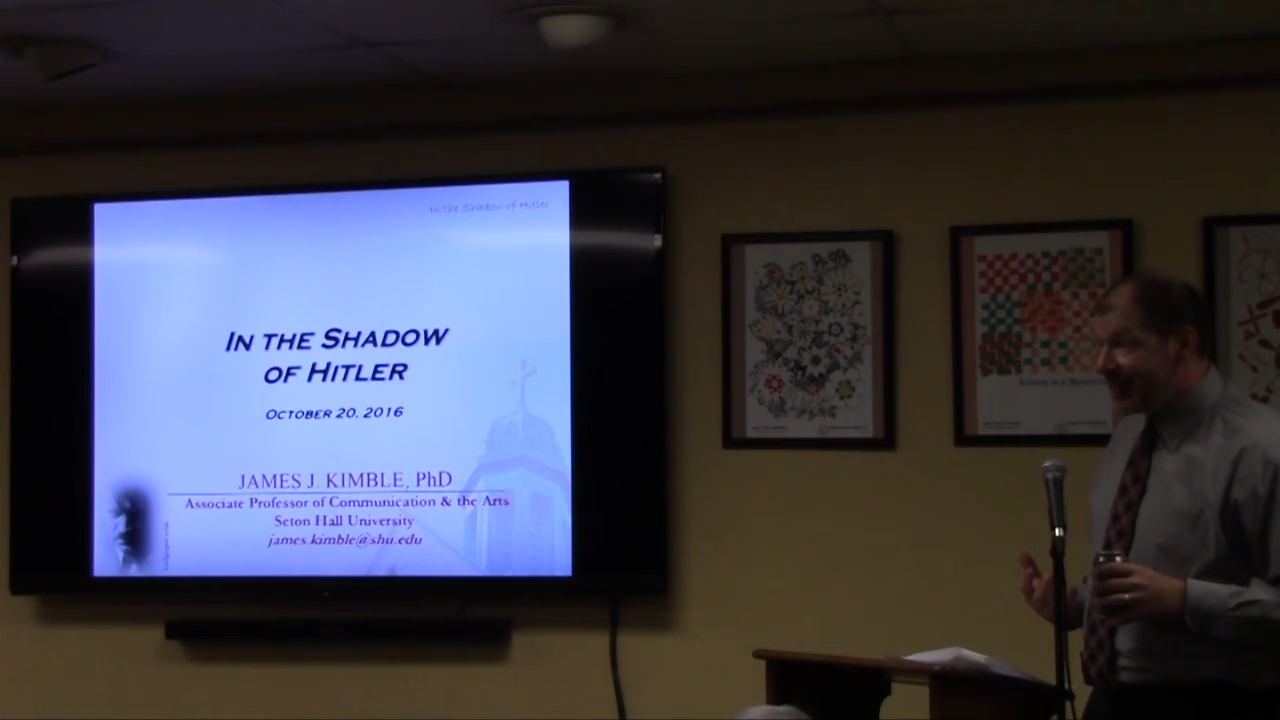 In the Shadow of Hitler
IN THE SHADOW
OF HITLER
OCTOBER 20, 2016
JAMES J. KIMBLE, PhD
Associate Professor of Communication & the Arts
Seton Hall University
james.kimble@shu.edu